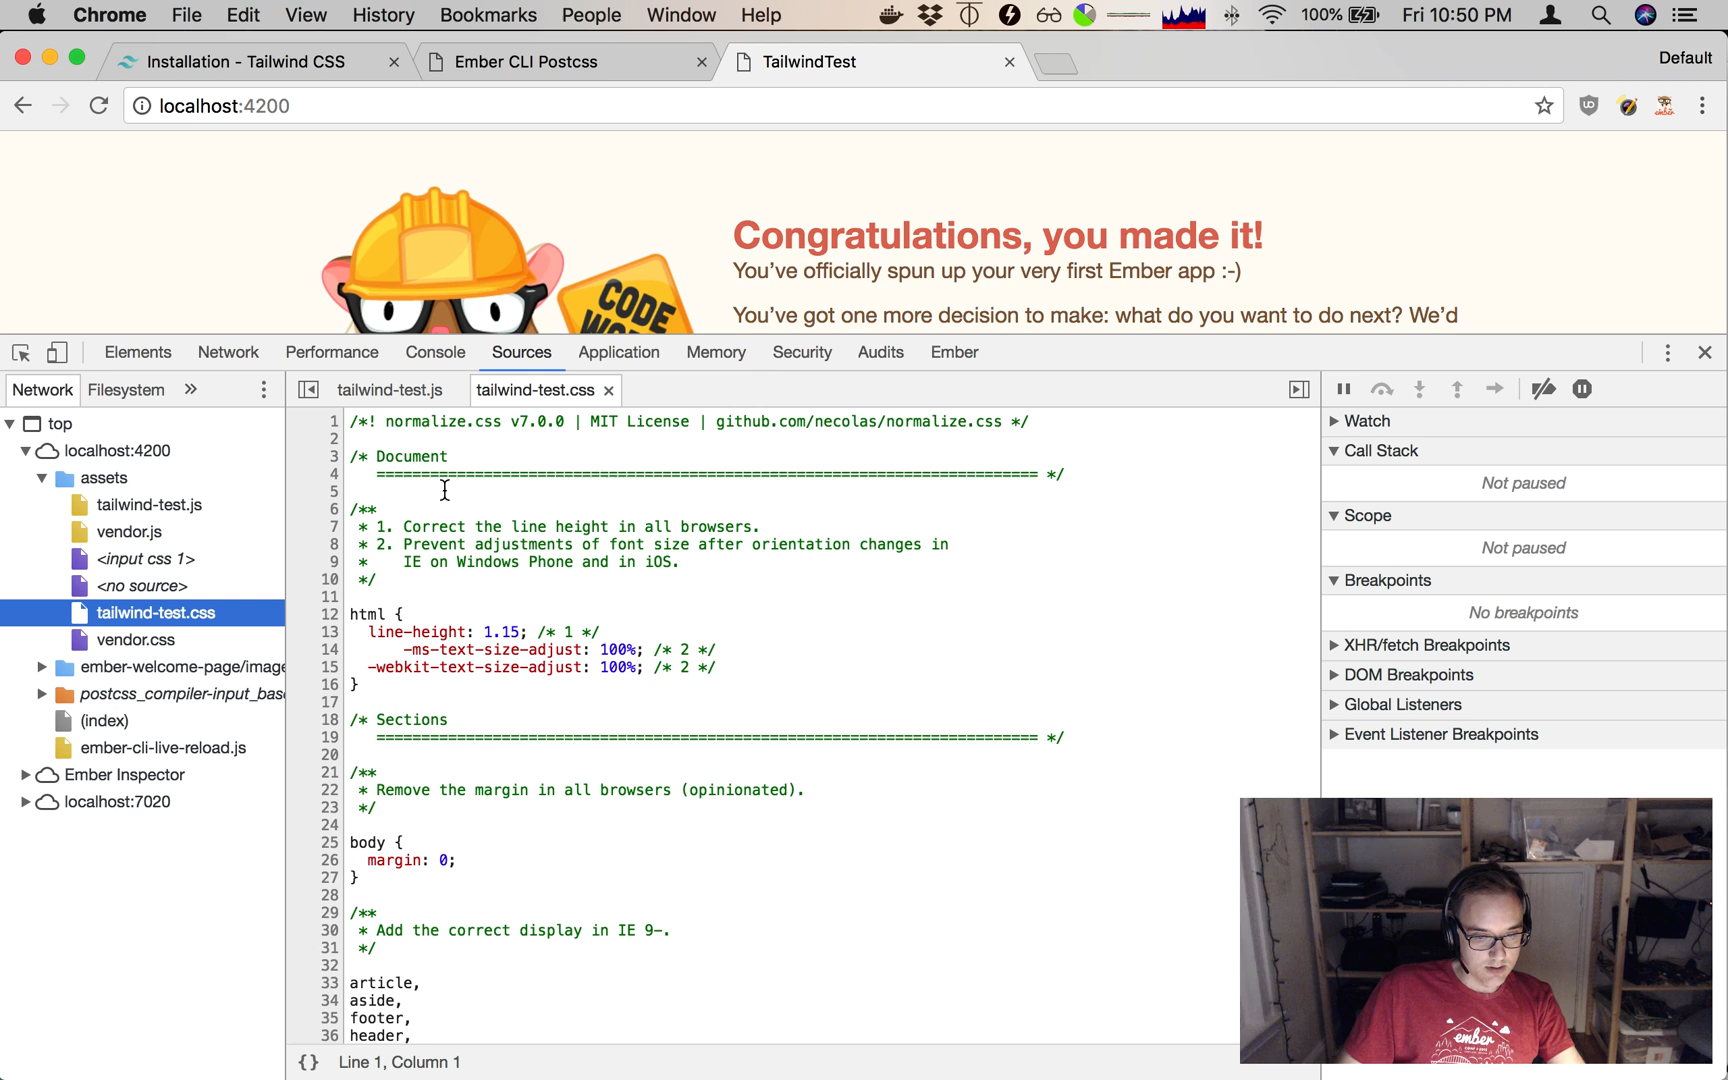 Chrome File Edit View History Bookmarks People Window Help 100% Fri 10:50 PM
Installation - Tailwind CSS Ember CLI Postcss TailwindTest Default
localhost:4200
Congratulations, you made it!
You've officially spun up your very first Ember app :-)
You've got one more decision to make: what do you want to do next? We'd
CODE
Elements Network Performance Console Sources Application Memory Security Audits Ember
Network Filesystem » tailwind-test.js tailwind-test.css
top
localhost:4200
assets
tailwind-test.js
vendor.js
<input css 1>
<no source>
tailwind-test.css
vendor.css
ember-welcome-page/image
postcss_compiler-input_bas
(index)
ember-cli-live-reload.js
Ember Inspector
localhost:7020
1 /*! normalize.css v7.0.0 | MIT License | github.com/necolas/normalize.css */
2
3 /* Document
4 ========================================================================== */
5
6 /**
7 * 1. Correct the line height in all browsers.
8 * 2. Prevent adjustments of font size after orientation changes in
9 * IE on Windows Phone and in iOS.
10 */
11
12 html {
13 line-height: 1.15; /* 1 */
14 -ms-text-size-adjust: 100%; /* 2 */
15 -webkit-text-size-adjust: 100%; /* 2 */
16 }
17
18 /* Sections
19 ========================================================================== */
20
21 /**
22 * Remove the margin in all browsers (opinionated).
23 */
24
25 body {
26 margin: 0;
27 }
28
29 /**
30 * Add the correct display in IE 9-.
31 */
32
33 article,
34 aside,
35 footer,
36 header,
{} Line 1, Column 1
Watch
Call Stack
Not paused
Scope
Not paused
Breakpoints
No breakpoints
XHR/fetch Breakpoints
DOM Breakpoints
Global Listeners
Event Listener Breakpoints
ember